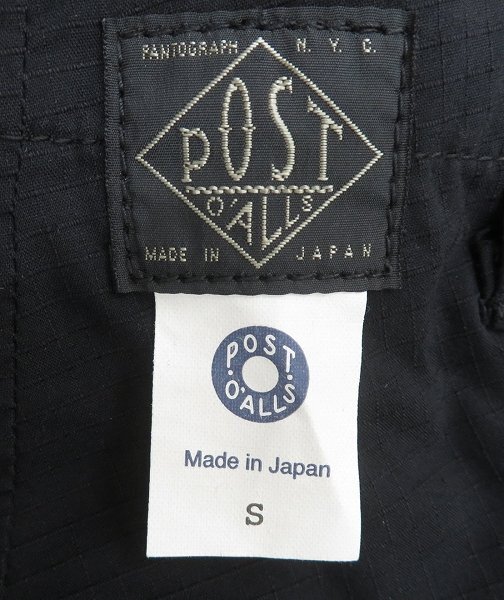 PANTOGRAPH N. Y. C.
POST
O'ALLS
MADE IN JAPAN
POST
O'ALLS
Made in Japan
S